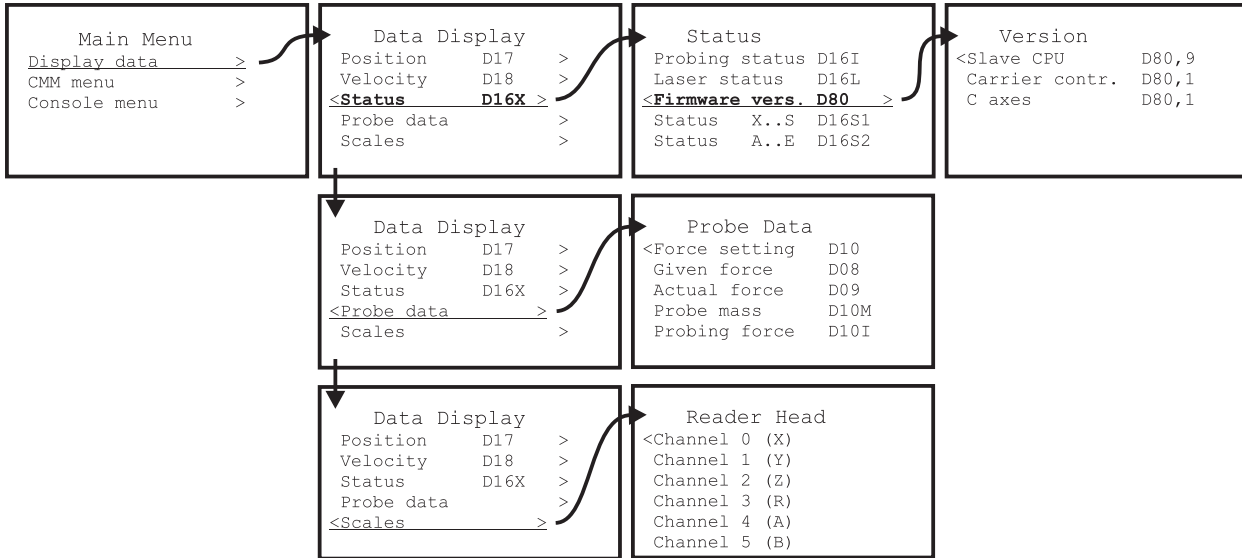 Main Menu
Display data >
CMM menu >
Console menu >
Data Display
Position D17 >
Velocity D18 >
<Status D16X >
Probe data >
Scales >
Status
Probing status D16I
Laser status D16L
<Firmware vers. D80 >
Status X..S D16S1
Status A..E D16S2
Version
<Slave CPU D80,9
Carrier contr. D80,1
C axes D80,1
Data Display
Position D17 >
Velocity D18 >
Status D16X >
<Probe data >
Scales >
Probe Data
<Force setting D10
Given force D08
Actual force D09
Probe mass D10M
Probing force D10I
Data Display
Position D17 >
Velocity D18 >
Status D16X >
Probe data >
<Scales >
Reader Head
<Channel 0 (X)
Channel 1 (Y)
Channel 2 (Z)
Channel 3 (R)
Channel 4 (A)
Channel 5 (B)